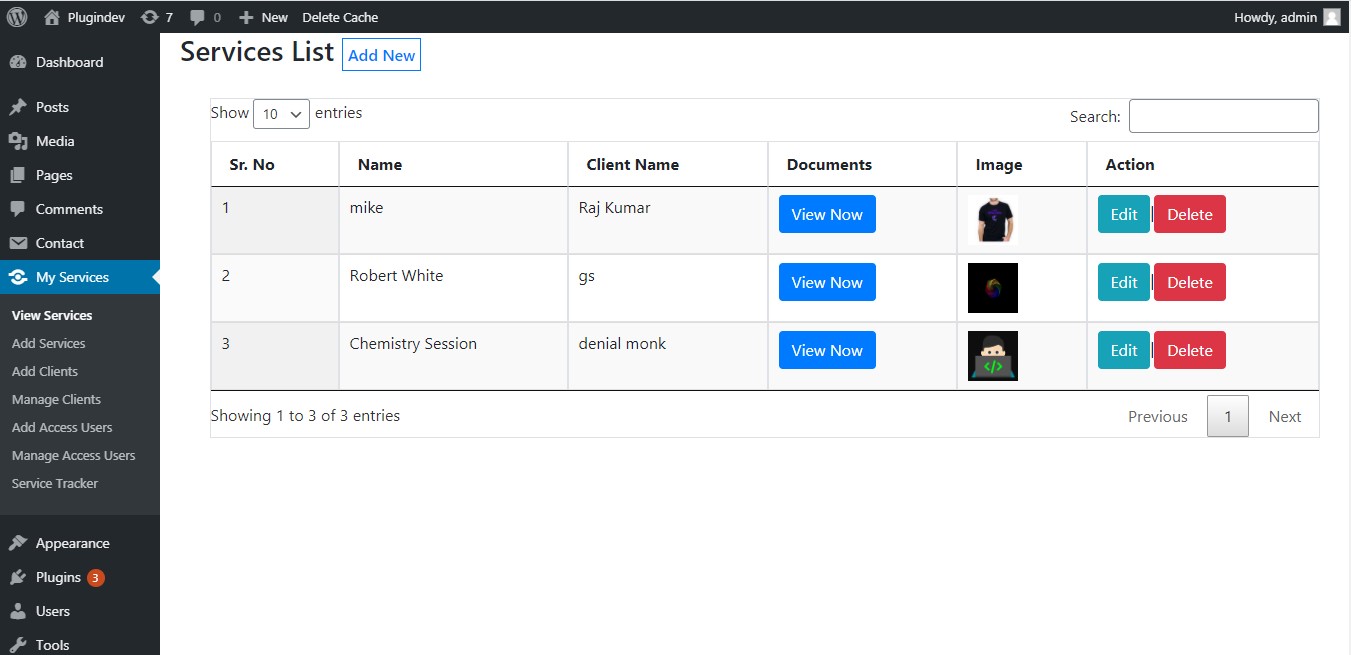 Plugindev 7 0 New Delete Cache Howdy, admin
Dashboard
Posts
Media
Pages
Comments
Contact
My Services
View Services
Add Services
Add Clients
Manage Clients
Add Access Users
Manage Access Users
Service Tracker
Appearance
Plugins 3
Users
Tools
Services List Add New
Show 10 entries Search:
Sr. No Name Client Name Documents Image Action
1 mike Raj Kumar View Now Edit | Delete
2 Robert White gs View Now Edit | Delete
3 Chemistry Session denial monk View Now </> Edit | Delete
Showing 1 to 3 of 3 entries Previous 1 Next